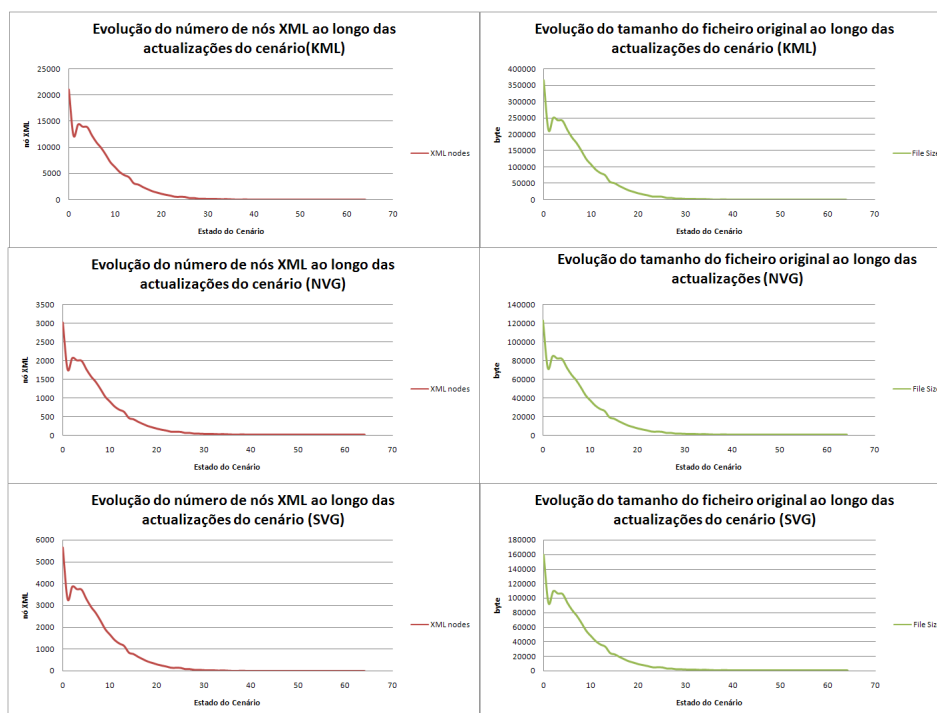 Evolução do número de nós XML ao longo das
actualizações do cenário(KML)
25000
20000
15000
10000
5000
0
nó XML
0 10 20 30 40 50 60 70
Estado do Cenário
XML nodes
Evolução do tamanho do ficheiro original ao longo das
actualizações do cenário (KML)
400000
350000
300000
250000
200000
150000
100000
50000
0
byte
0 10 20 30 40 50 60 70
Estado do Cenário
File Size
Evolução do número de nós XML ao longo das
actualizações do cenário (NVG)
3500
3000
2500
2000
1500
1000
500
0
nó XML
0 10 20 30 40 50 60 70
Estado do Cenário
XML nodes
Evolução do tamanho do ficheiro original ao longo das
actualizações (NVG)
140000
120000
100000
80000
60000
40000
20000
0
byte
0 10 20 30 40 50 60 70
Estado do Cenário
File Size
Evolução do número de nós XML ao longo das
actualizações do cenário (SVG)
6000
5000
4000
3000
2000
1000
0
nó XML
0 10 20 30 40 50 60 70
Estado do Cenário
XML nodes
Evolução do tamanho do ficheiro original ao longo das
actualizações do cenário (SVG)
180000
160000
140000
120000
100000
80000
60000
40000
20000
0
byte
0 10 20 30 40 50 60 70
Estado do Cenário
File Size